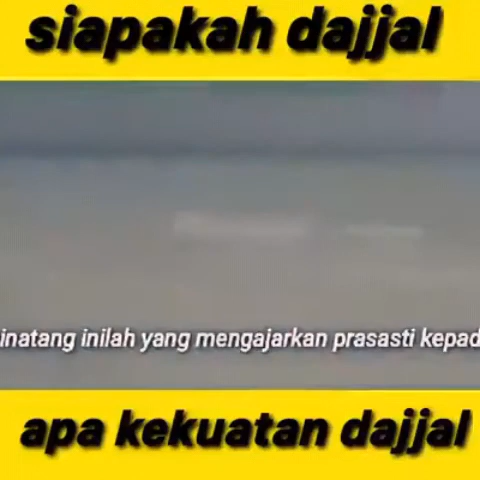 siapakah dajjal
inatang inilah yang mengajarkan prasasti kepad
apa kekuatan dajjal